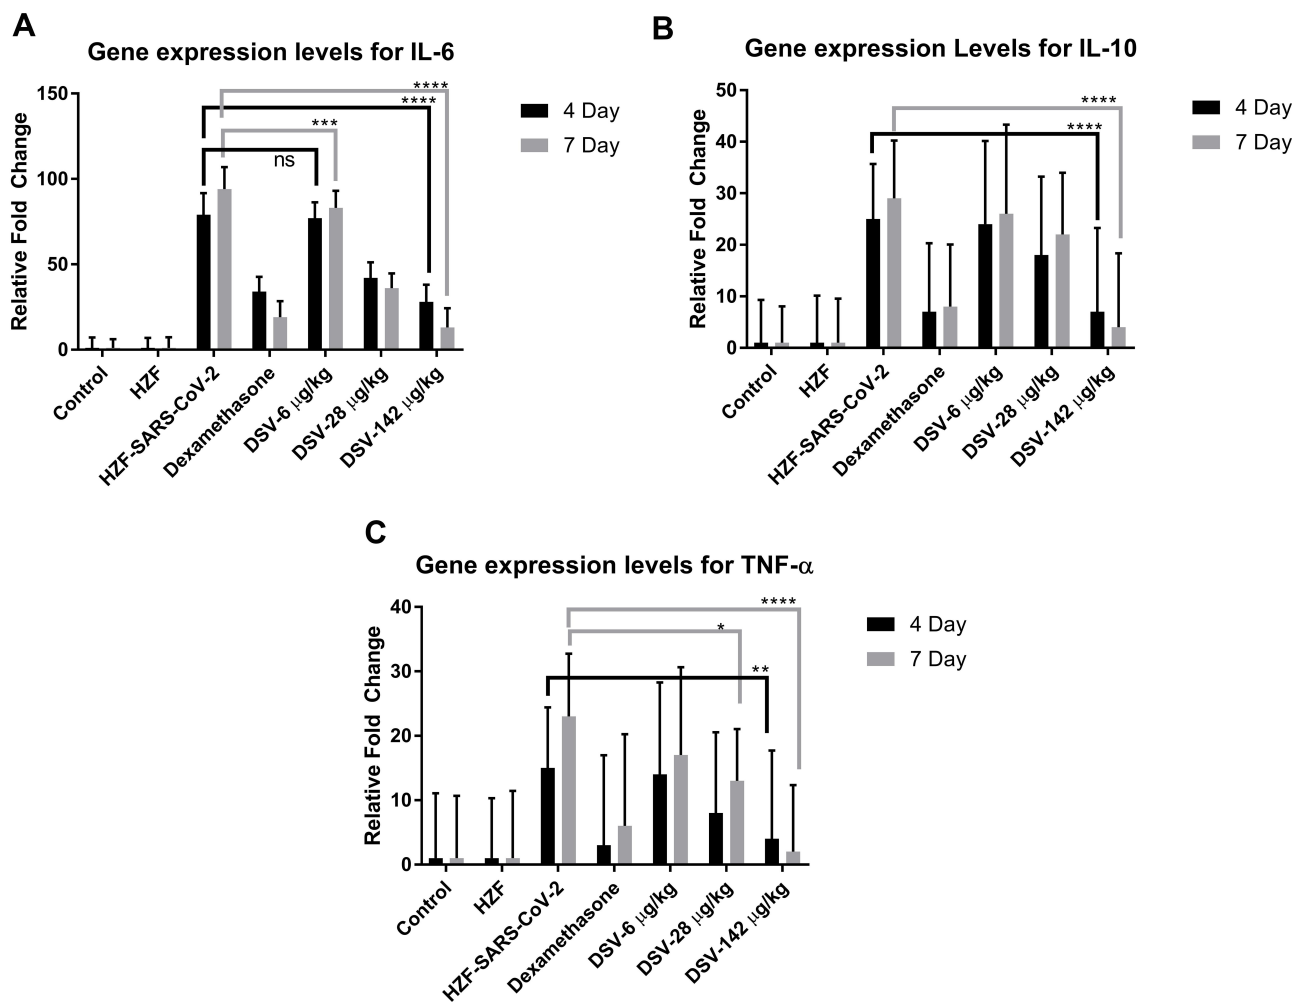 A
Gene expression levels for IL-6
Relative Fold Change
150
100
50
0
****
****
***
ns
4 Day
7 Day
Control
HZF
HZF-SARS-CoV-2
Dexamethasone
DSV-6 μg/kg
DSV-28 μg/kg
DSV-142 μg/kg
B
Gene expression Levels for IL-10
Relative Fold Change
50
40
30
20
10
0
****
****
4 Day
7 Day
Control
HZF
HZF-SARS-CoV-2
Dexamethasone
DSV-6 μg/kg
DSV-28 μg/kg
DSV-142 μg/kg
C
Gene expression levels for TNF-α
Relative Fold Change
40
30
20
10
0
****
*
**
4 Day
7 Day
Control
HZF
HZF-SARS-CoV-2
Dexamethasone
DSV-6 μg/kg
DSV-28 μg/kg
DSV-142 μg/kg